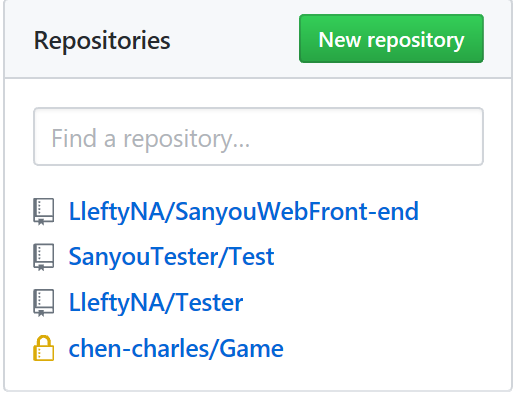 Repositories
New repository
Find a repository...
LleftyNA/SanyouWebFront-end
SanyouTester/Test
LleftyNA/Tester
chen-charles/Game